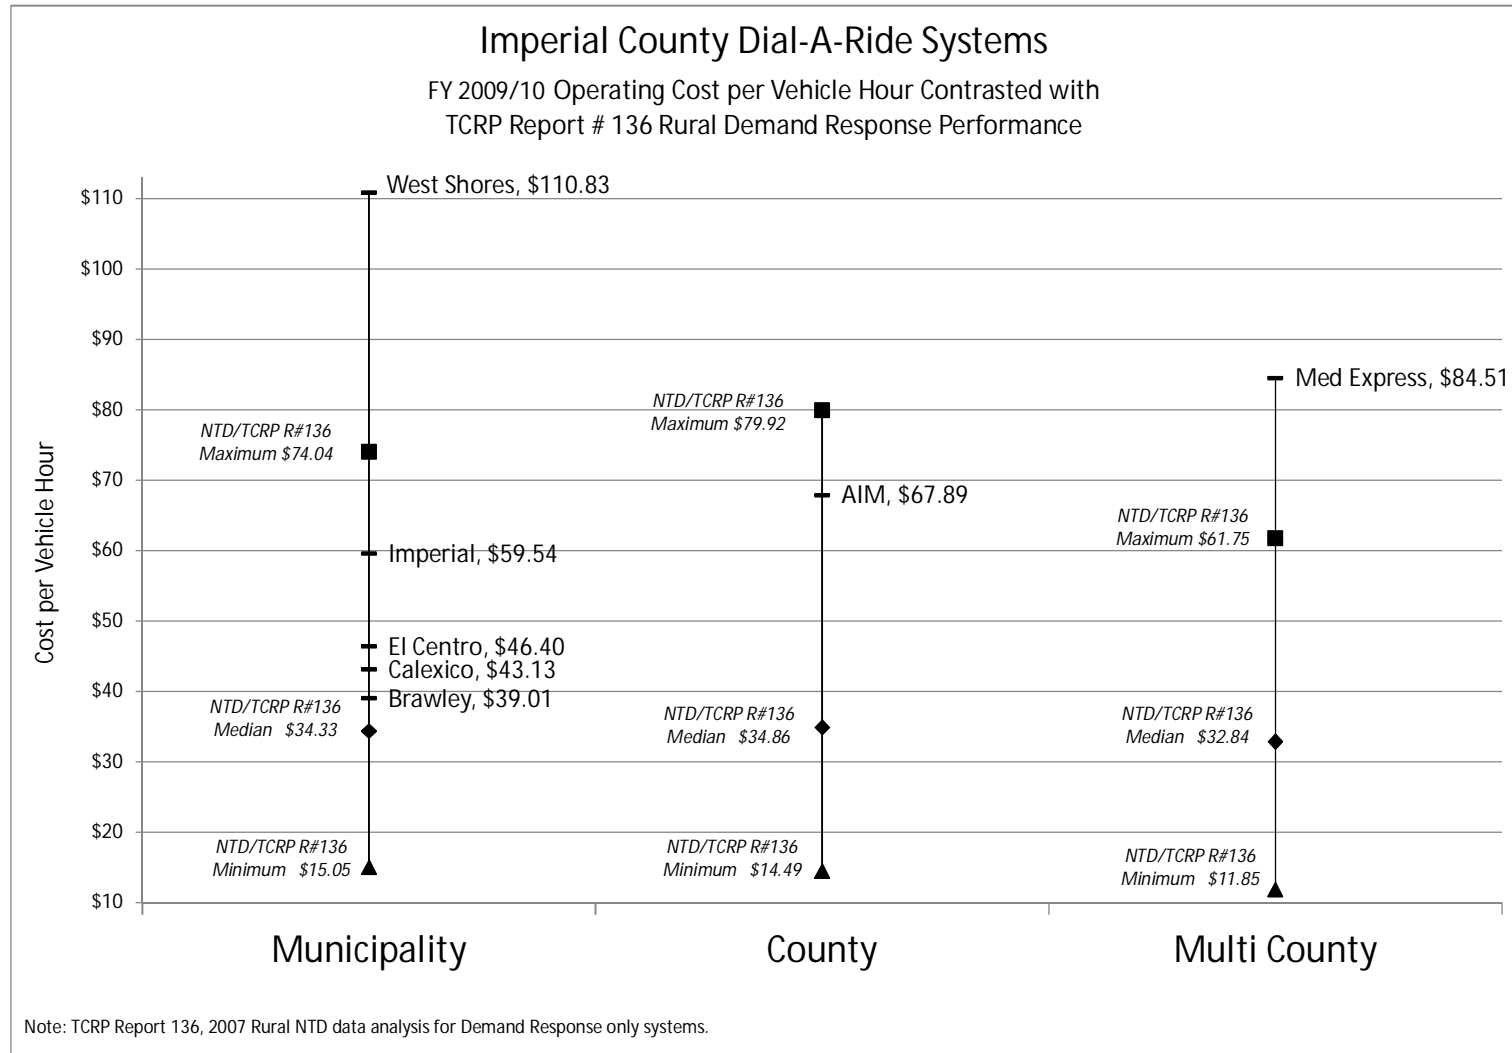 Imperial County Dial-A-Ride Systems
FY 2009/10 Operating Cost per Vehicle Hour Contrasted with
TCRP Report # 136 Rural Demand Response Performance
Cost per Vehicle Hour
$110
$100
$90
$80
$70
$60
$50
$40
$30
$20
$10
West Shores, $110.83
NTD/TCRP R#136
Maximum $74.04
Imperial, $59.54
El Centro, $46.40
Calexico, $43.13
Brawley, $39.01
NTD/TCRP R#136
Median $34.33
NTD/TCRP R#136
Minimum $15.05
NTD/TCRP R#136
Maximum $79.92
AIM, $67.89
NTD/TCRP R#136
Median $34.86
NTD/TCRP R#136
Minimum $14.49
Med Express, $84.51
NTD/TCRP R#136
Maximum $61.75
NTD/TCRP R#136
Median $32.84
NTD/TCRP R#136
Minimum $11.85
Municipality
County
Multi County
Note: TCRP Report 136, 2007 Rural NTD data analysis for Demand Response only systems.